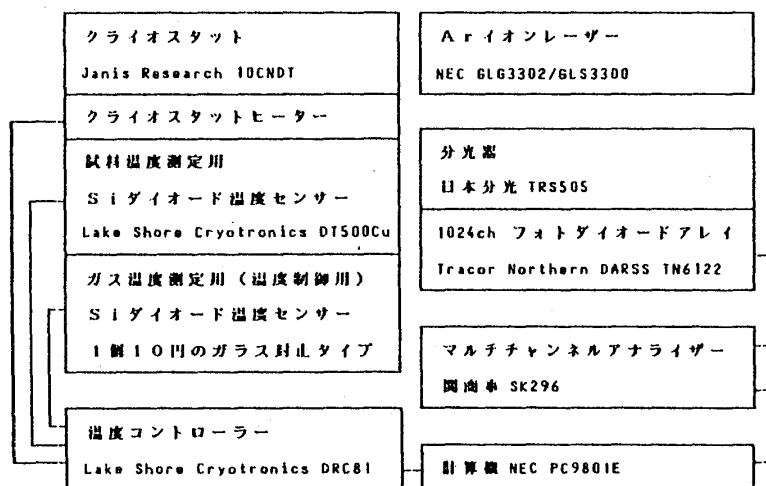 クライオスタット
Janis Research 10CNDT
クライオスタットヒーター
試料温度測定用
Siダイオード温度センサー
Lake Shore Cryotronics DT500Cu
ガス温度測定用（温度制御用）
Siダイオード温度センサー
1個10円のガラス封止タイプ
温度コントローラー
Lake Shore Cryotronics DRC81
Arイオンレーザー
NEC GLG3302/GLS3300
分光器
日本分光 TRS505
1024ch フォトダイオードアレイ
Tracor Northern DARSS TN6122
マルチチャンネルアナライザー
関商事 SK296
計算機 NEC PC9801E